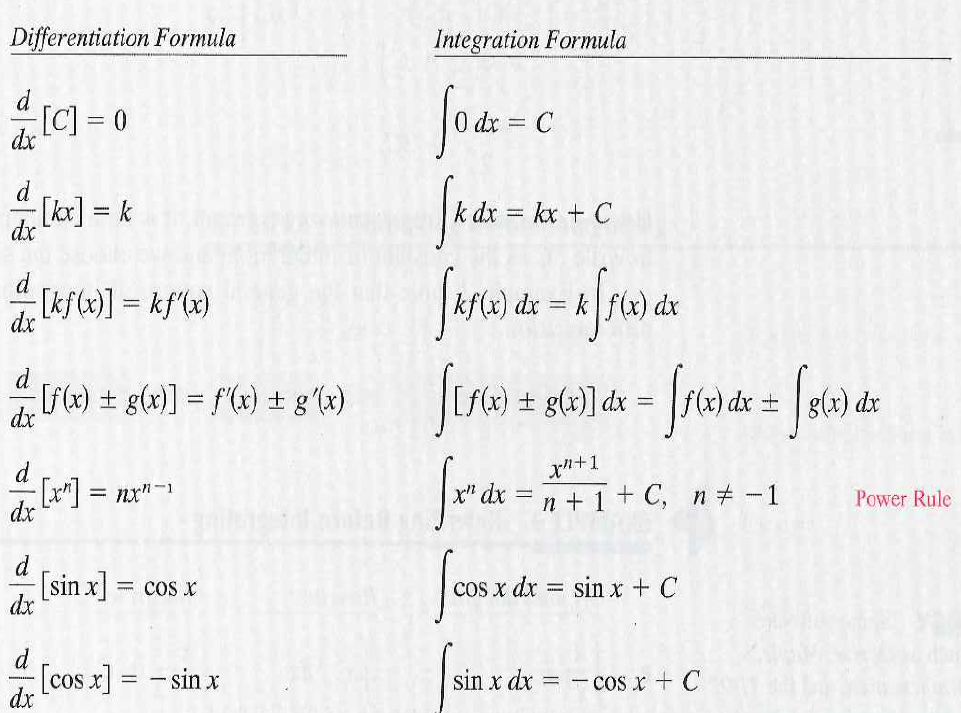 Differentiation Formula Integration Formula
d/dx [C] = 0 ∫ 0 dx = C
d/dx [kx] = k ∫ k dx = kx + C
d/dx [kf(x)] = kf′(x) ∫ kf(x) dx = k ∫ f(x) dx
d/dx [f(x) ± g(x)] = f′(x) ± g′(x) ∫ [f(x) ± g(x)] dx = ∫ f(x) dx ± ∫ g(x) dx
d/dx [xⁿ] = nxⁿ⁻¹ ∫ xⁿ dx = xⁿ⁺¹/(n + 1) + C, n ≠ −1 Power Rule
d/dx [sin x] = cos x ∫ cos x dx = sin x + C
d/dx [cos x] = −sin x ∫ sin x dx = −cos x + C